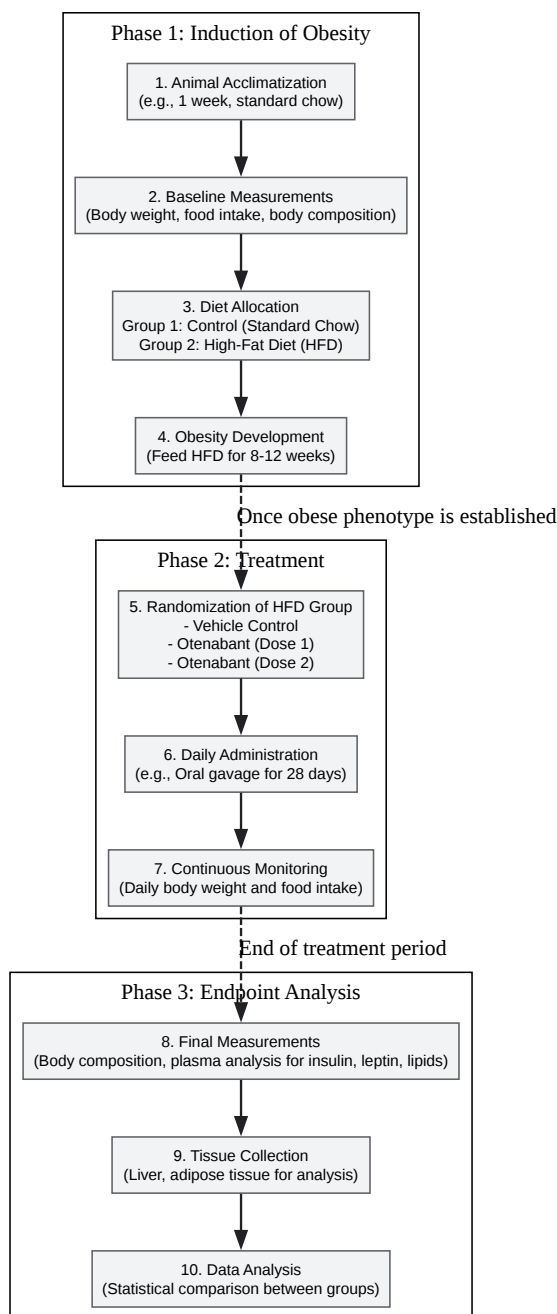 Phase 1: Induction of Obesity
1. Animal Acclimatization
(e.g., 1 week, standard chow)
2. Baseline Measurements
(Body weight, food intake, body composition)
3. Diet Allocation
Group 1: Control (Standard Chow)
Group 2: High-Fat Diet (HFD)
4. Obesity Development
(Feed HFD for 8-12 weeks)
Once obese phenotype is established
Phase 2: Treatment
5. Randomization of HFD Group
- Vehicle Control
- Otenabant (Dose 1)
- Otenabant (Dose 2)
6. Daily Administration
(e.g., Oral gavage for 28 days)
7. Continuous Monitoring
(Daily body weight and food intake)
End of treatment period
Phase 3: Endpoint Analysis
8. Final Measurements
(Body composition, plasma analysis for insulin, leptin, lipids)
9. Tissue Collection
(Liver, adipose tissue for analysis)
10. Data Analysis
(Statistical comparison between groups)